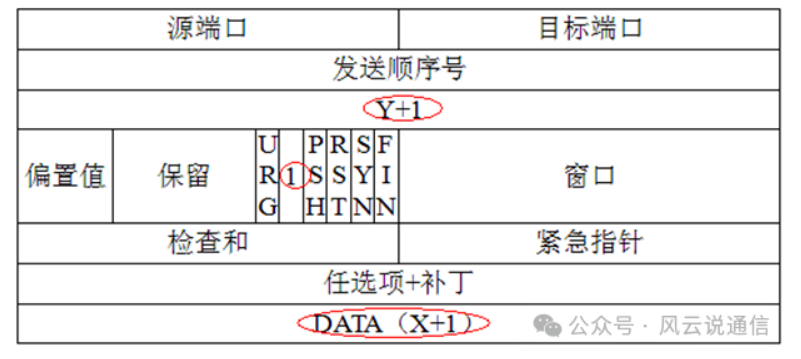 源端口 目标端口
发送顺序号
Y+1
偏置值 保留 URG 1 PSH RST SYN FIN 窗口
检查和 紧急指针
任选项+补丁
DATA（X+1）
公众号·风云说通信